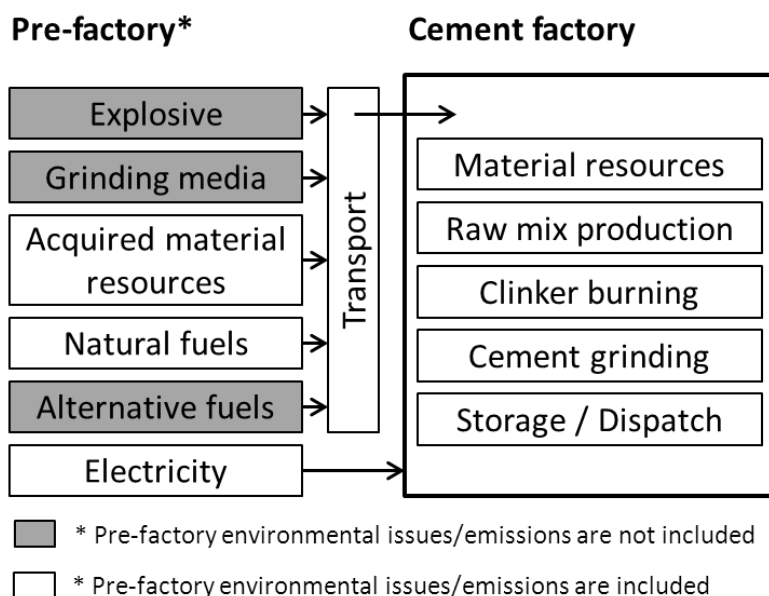 Pre-factory*
Cement factory
Explosive
Grinding media
Acquired material
resources
Natural fuels
Alternative fuels
Electricity
Transport
Material resources
Raw mix production
Clinker burning
Cement grinding
Storage / Dispatch
* Pre-factory environmental issues/emissions are not included
* Pre-factory environmental issues/emissions are included